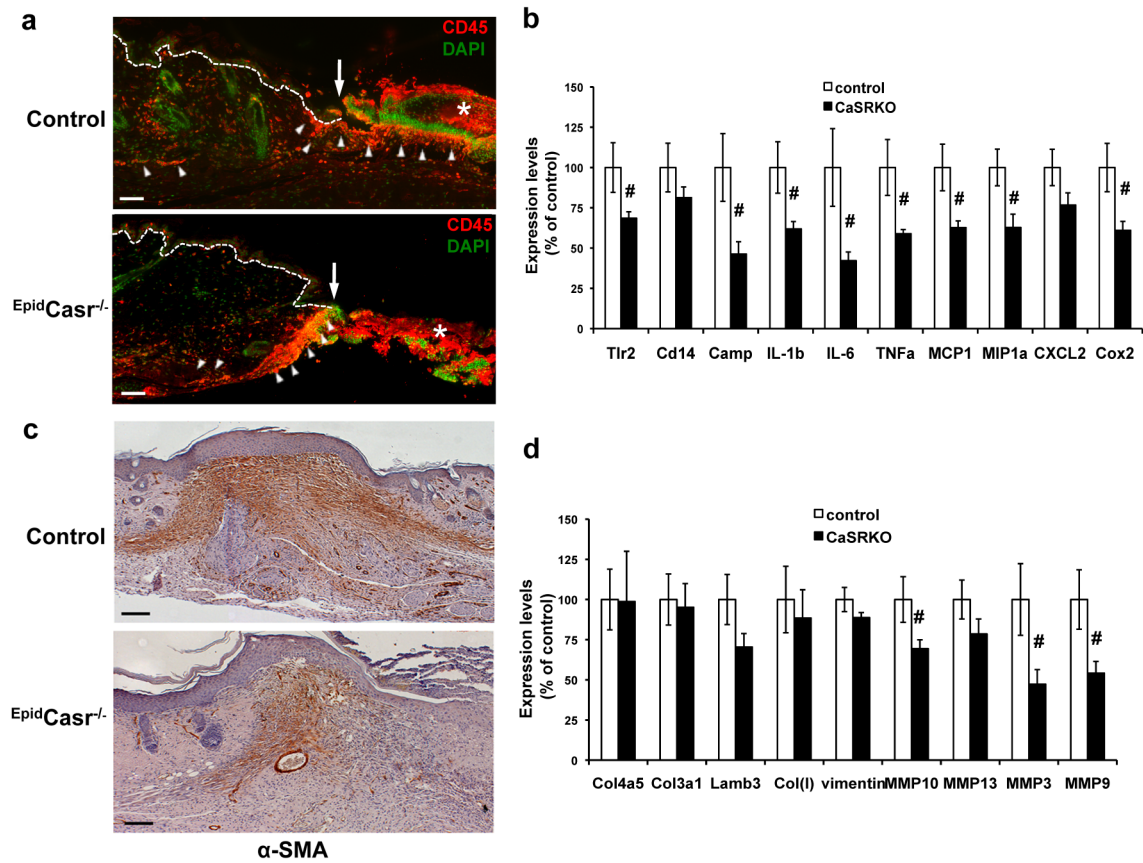 a
CD45
DAPI
Control
*
CD45
DAPI
EpidCasr-/-
*
b
control
CaSRKO
Expression levels
(% of control)
150
125
100
75
50
25
0
# # # # # # # #
Tlr2 Cd14 Camp IL-1b IL-6 TNFa MCP1 MIP1a CXCL2 Cox2
c
Control
EpidCasr-/-
α-SMA
d
control
CaSRKO
Expression levels
(% of control)
150
125
100
75
50
25
0
# # #
Col4a5 Col3a1 Lamb3 Col(I) vimentin MMP10 MMP13 MMP3 MMP9